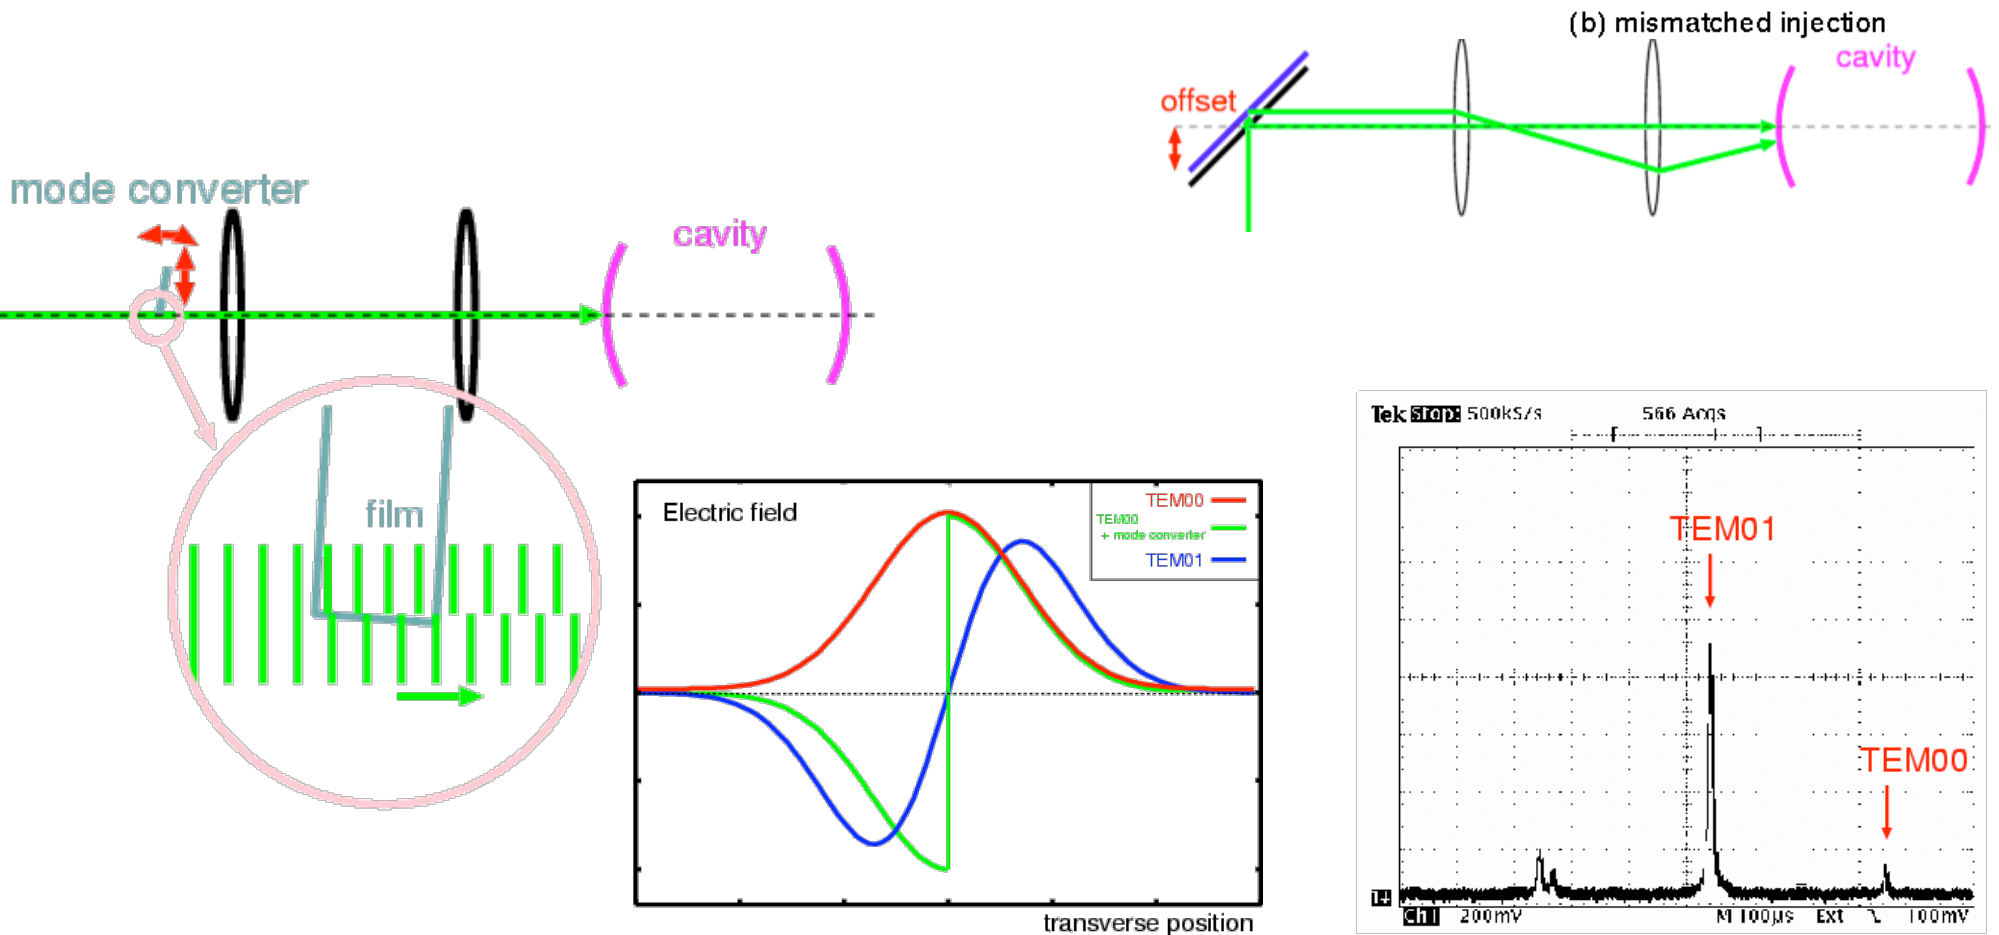 (b) mismatched injection
cavity
offset
mode converter
cavity
film
Electric field
TEM00
TEM00
+ mode converter
TEM01
transverse position
Tek Stop: 500kS/s
566 Acqs
TEM01
TEM00
1→
Ch1 200mV
M 100µs Ext 100mV